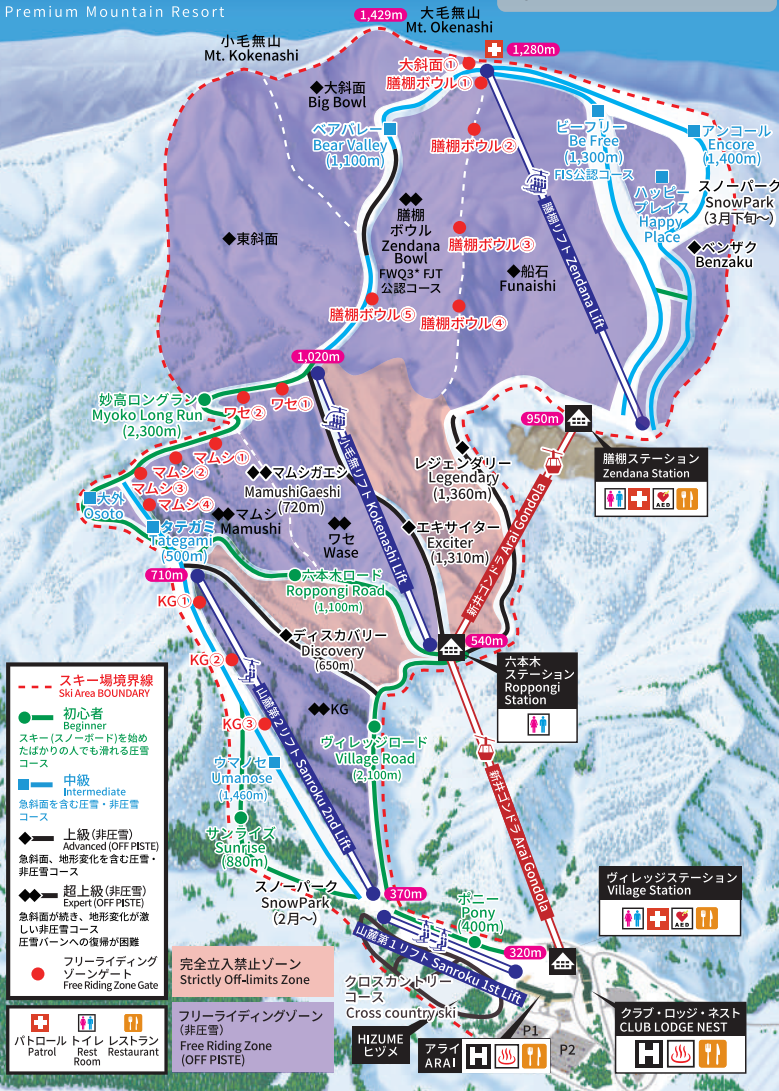 Premium Mountain Resort
1,429m
大毛無山
Mt. Okenashi
小毛無山
Mt. Kokenashi
1,280m
大斜面①
膳棚ボウル①
◆大斜面
Big Bowl
ベアバレー
Bear Valley
(1,100m)
膳棚ボウル②
ビーフリー
Be Free
(1,300m)
FIS公認コース
アンコール
Encore
(1,400m)
ハッピー
プレイス
Happy
Place
スノーパーク
SnowPark
(3月下旬～)
◆ベンザク
Benzaku
膳棚リフト Zendana Lift
◆東斜面
膳棚
ボウル
Zendana
Bowl
FWQ3* FJT
公認コース
膳棚ボウル③
◆船石
Funaishi
膳棚ボウル⑤
膳棚ボウル④
1,020m
妙高ロングラン
Myoko Long Run
(2,300m)
ワセ②
ワセ①
950m
膳棚ステーション
Zendana Station
AED
マムシ①
マムシ②
マムシ③
マムシ④
大外
Osoto
マムシガエシ
MamushiGaeshi
(720m)
小毛無リフト Kokenashi Lift
レジェンダリー
Legendary
(1,360m)
新井ゴンドラ Arai Gondola
マムシ
Mamushi
タテガミ
Tategami
(500m)
ワセ
Wase
エキサイター
Exciter
(1,310m)
710m
六本木ロード
Roppongi Road
(1,100m)
KG①
ディスカバリー
Discovery
(650m)
540m
六本木
ステーション
Roppongi
Station
KG②
山麓第2リフト Sanroku 2nd Lift
KG
KG③
ヴィレッジロード
Village Road
(2,100m)
ウマノセ
Umanose
(1,460m)
新井ゴンドラ Arai Gondola
サンライズ
Sunrise
(880m)
スノーパーク
SnowPark
(2月～)
370m
ポニー
Pony
(400m)
320m
山麓第1リフト Sanroku 1st Lift
ヴィレッジステーション
Village Station
AED
クロスカントリー
コース
Cross country ski
HIZUME
ヒヅメ
アライ
ARAI
H
P1
P2
クラブ・ロッジ・ネスト
CLUB LODGE NEST
H
スキー場境界線
Ski Area BOUNDARY
初心者
Beginner
スキー(スノーボード)を始め
たばかりの人でも滑れる圧雪
コース
中級
Intermediate
急斜面を含む圧雪・非圧雪
コース
上級(非圧雪)
Advanced (OFF PISTE)
急斜面、地形変化を含む圧雪・
非圧雪コース
超上級(非圧雪)
Expert (OFF PISTE)
急斜面が続き、地形変化が激
しい非圧雪コース
圧雪バーンへの復帰が困難
フリーライディング
ゾーンゲート
Free Riding Zone Gate
パトロール
Patrol
トイレ
Rest
Room
レストラン
Restaurant
完全立入禁止ゾーン
Strictly Off-limits Zone
フリーライディングゾーン
(非圧雪)
Free Riding Zone
(OFF PISTE)